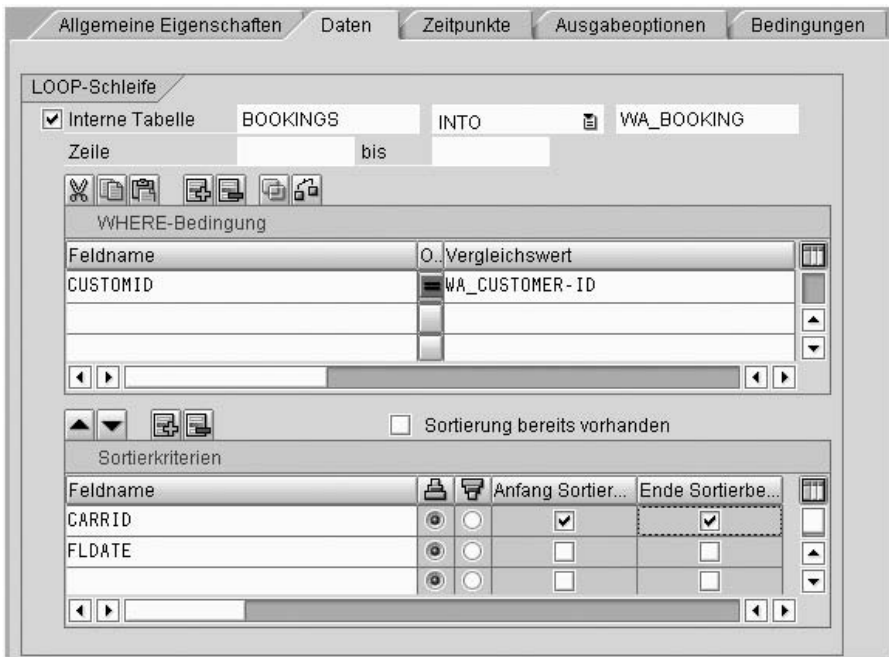 Allgemeine Eigenschaften Daten Zeitpunkte Ausgabeoptionen Bedingungen
LOOP-Schleife
Interne Tabelle BOOKINGS INTO WA_BOOKING
Zeile bis
WHERE-Bedingung
Feldname O.. Vergleichswert
CUSTOMID = WA_CUSTOMER-ID
Sortierung bereits vorhanden
Sortierkriterien
Feldname Anfang Sortier... Ende Sortierbe...
CARRID
FLDATE